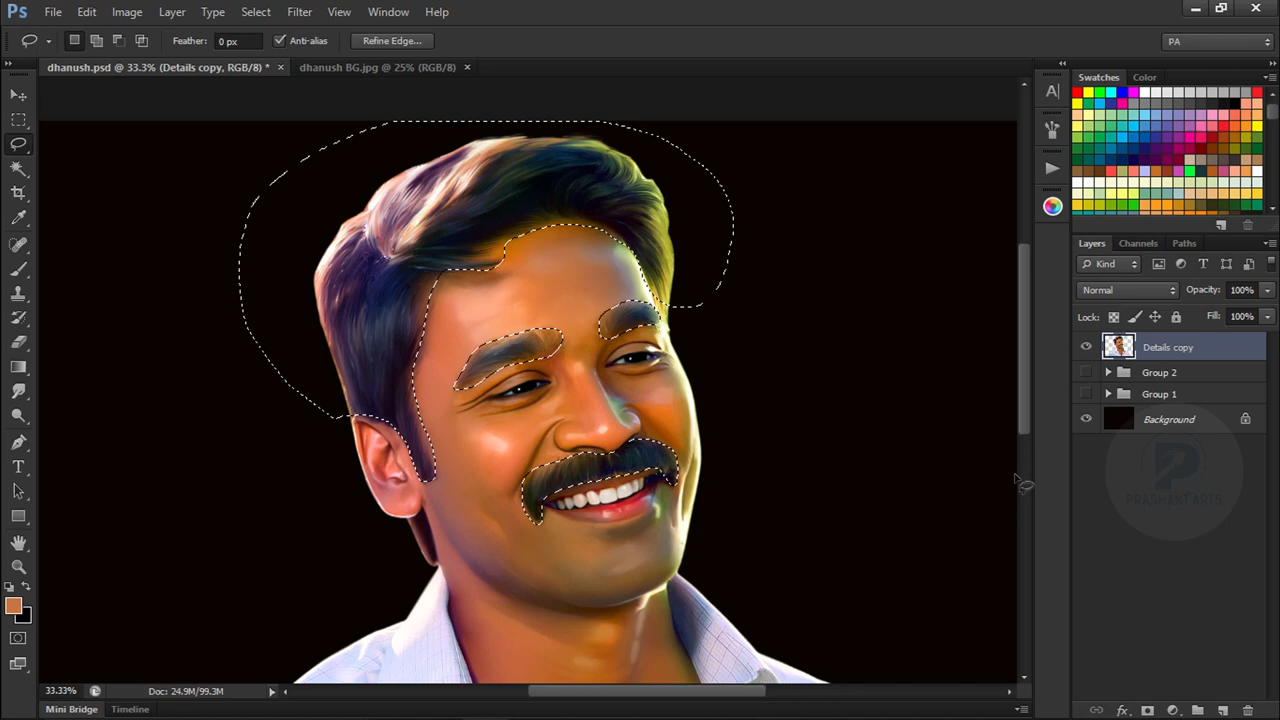 Ps File Edit Image Layer Type Select Filter View Window Help
Feather: 0 px Anti-alias Refine Edge... PA
dhanush.psd @ 33.3% (Details copy, RGB/8) * × dhanush BG.jpg @ 25% (RGB/8) ×
Swatches Color
Layers Channels Paths
Kind
Normal Opacity: 100%
Lock: Fill: 100%
Details copy
Group 2
Group 1
Background
PRASHANT ARTS
33.33% Doc: 24.9M/99.3M
Mini Bridge Timeline